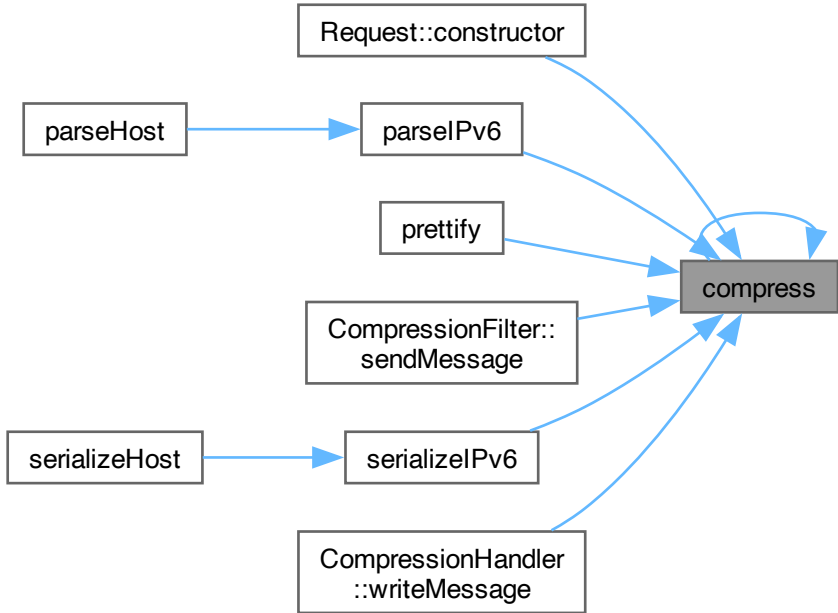 Request::constructor
parseHost
parseIPv6
prettify
compress
CompressionFilter::
sendMessage
serializeHost
serializeIPv6
CompressionHandler
::writeMessage